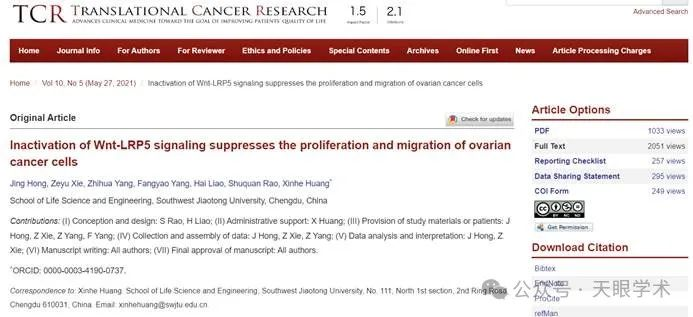 TCR TRANSLATIONAL CANCER RESEARCH
ADVANCES CLINICAL MEDICINE TOWARD THE GOAL OF IMPROVING PATIENTS' QUALITY OF LIFE
1.5
2.1
Advanced Search
Home Journal Info For Authors For Reviewer Ethics and Policies Special Contents Archives Online First News Article Processing Charges
Home / Vol 10, No 5 (May 27, 2021) / Inactivation of Wnt-LRP5 signaling suppresses the proliferation and migration of ovarian cancer cells
Original Article
Check for updates
Inactivation of Wnt-LRP5 signaling suppresses the proliferation and migration of ovarian
cancer cells
Jing Hong, Zeyu Xie, Zhihua Yang, Fangyao Yang, Hai Liao, Shuquan Rao, Xinhe Huang^
School of Life Science and Engineering, Southwest Jiaotong University, Chengdu, China
Contributions: (I) Conception and design: S Rao, H Liao; (II) Administrative support: X Huang; (III) Provision of study materials or patients: J
Hong, Z Xie, Z Yang, F Yang; (IV) Collection and assembly of data: J Hong, Z Xie, Z Yang; (V) Data analysis and interpretation: J Hong, Z
Xie; (VI) Manuscript writing: All authors; (VII) Final approval of manuscript: All authors.
^ORCID: 0000-0003-4190-0737.
Correspondence to: Xinhe Huang. School of Life Science and Engineering, Southwest Jiaotong University, No. 111, North 1st section, 2nd Ring Road,
Chengdu 610031, China. Email: xinhehuang@swjtu.edu.cn.
Article Options
PDF 1033 views
Full Text 2051 views
Reporting Checklist 257 views
Data Sharing Statement 295 views
COI Form 249 views
CC BY NC ND
Get Permission
Download Citation
Bibtex
EndNote
ProCite
refMan
公众号 · 天眼学术